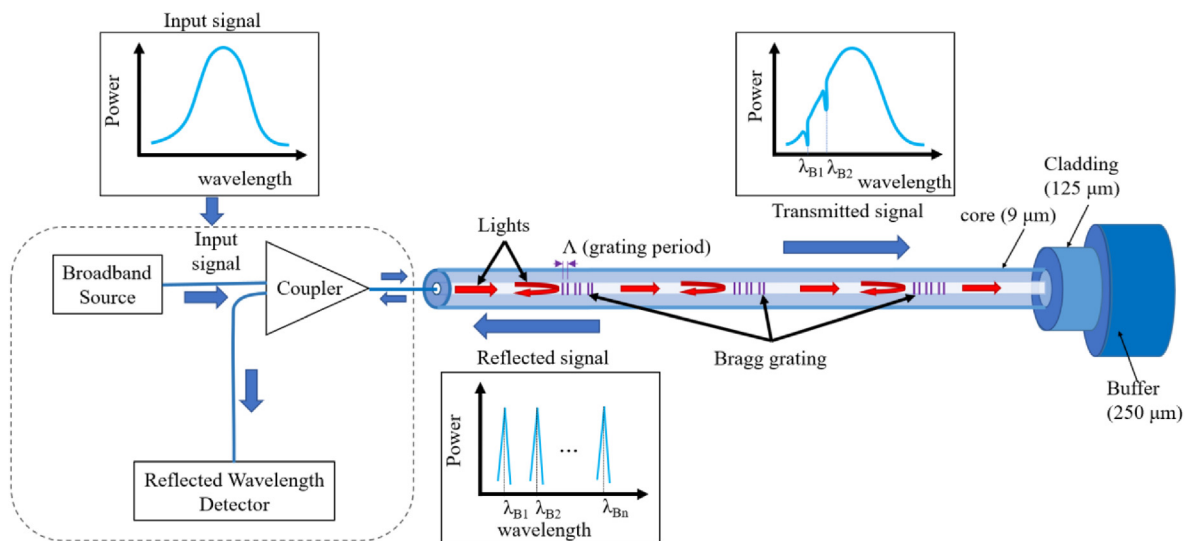 Input signal
Power
wavelength
Power
λB1
λB2
wavelength
Transmitted signal
Cladding
(125 μm)
core (9 μm)
Lights
Λ (grating period)
Input
signal
Broadband
Source
Coupler
Reflected signal
Bragg grating
Buffer
(250 μm)
Power
...
λB1
λB2
λBn
wavelength
Reflected Wavelength
Detector